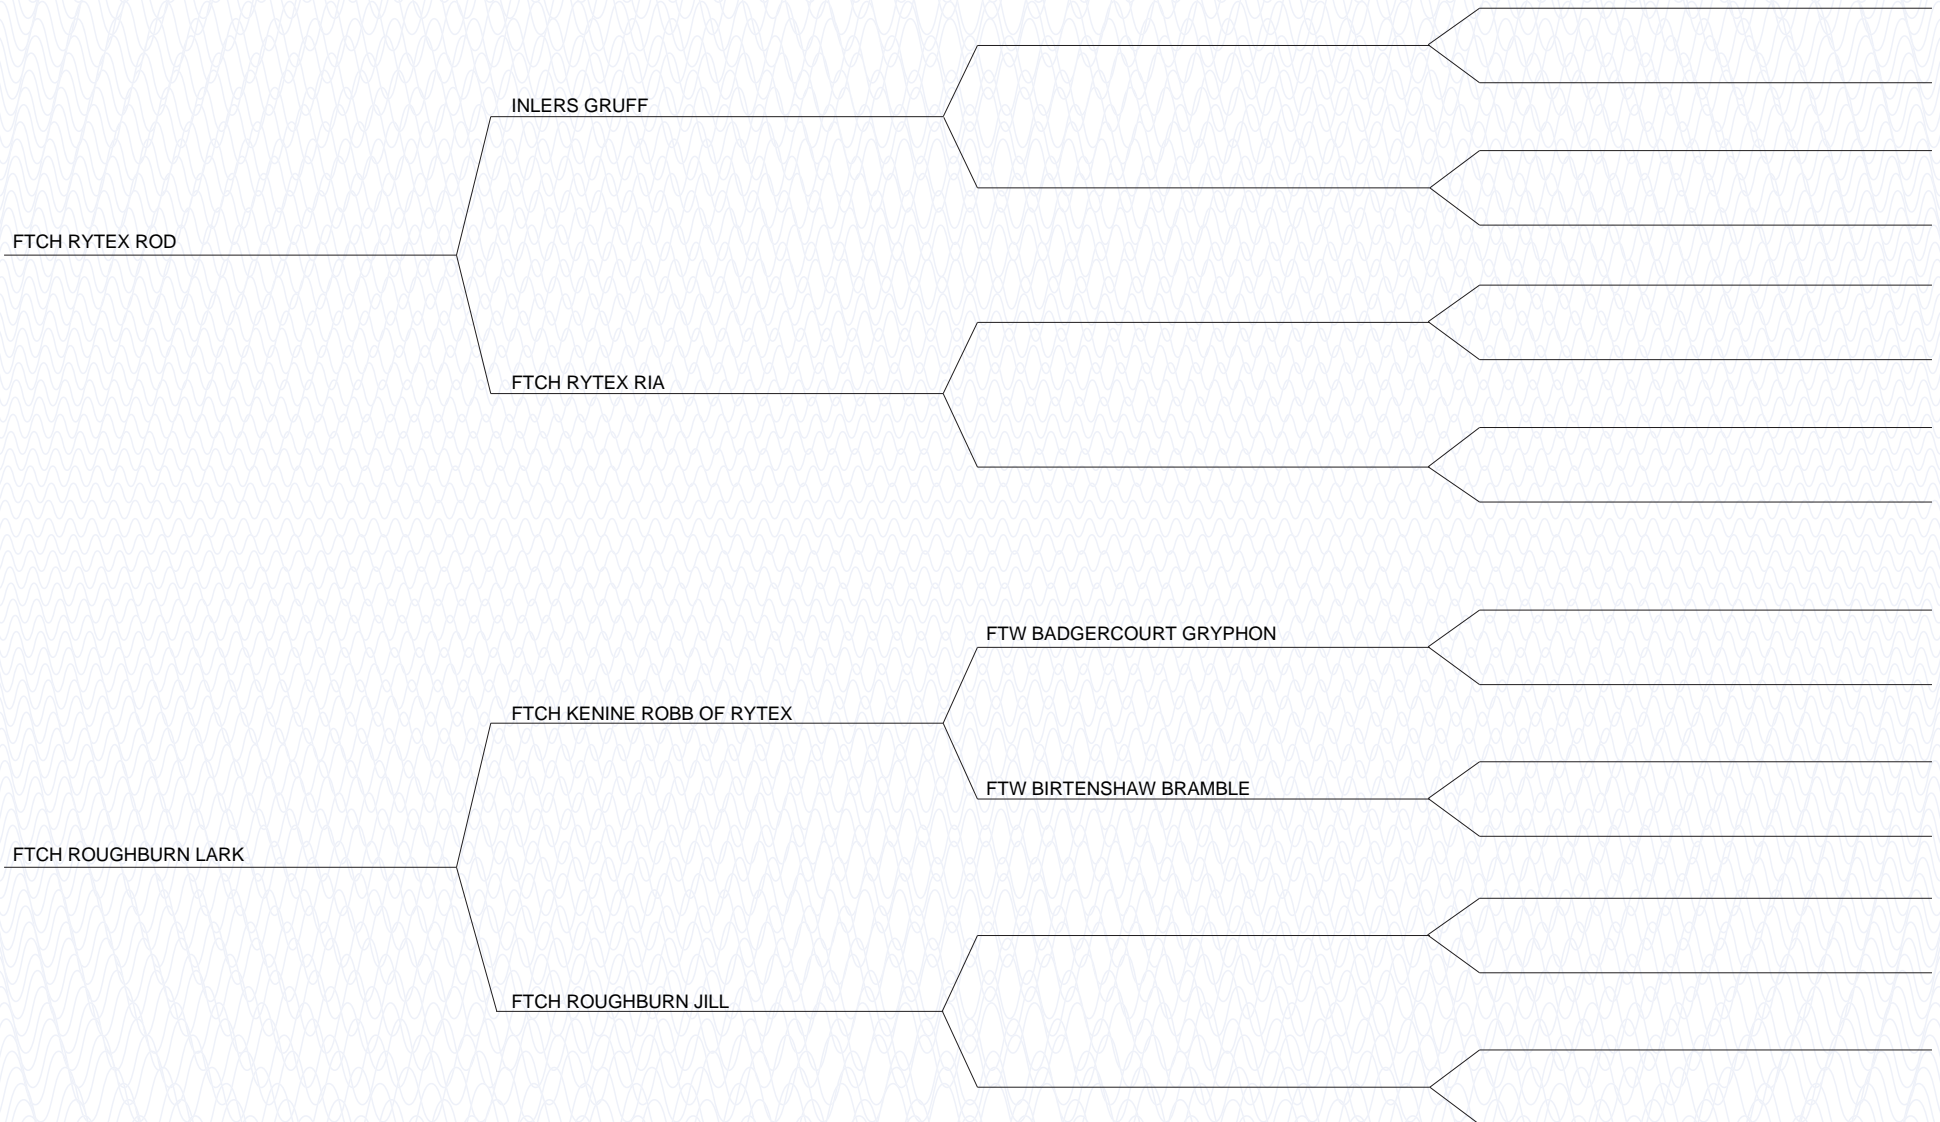 INLERS GRUFF
FTCH RYTEX ROD
FTCH RYTEX RIA
FTW BADGERCOURT GRYPHON
FTCH KENINE ROBB OF RYTEX
FTW BIRTENSHAW BRAMBLE
FTCH ROUGHBURN LARK
FTCH ROUGHBURN JILL